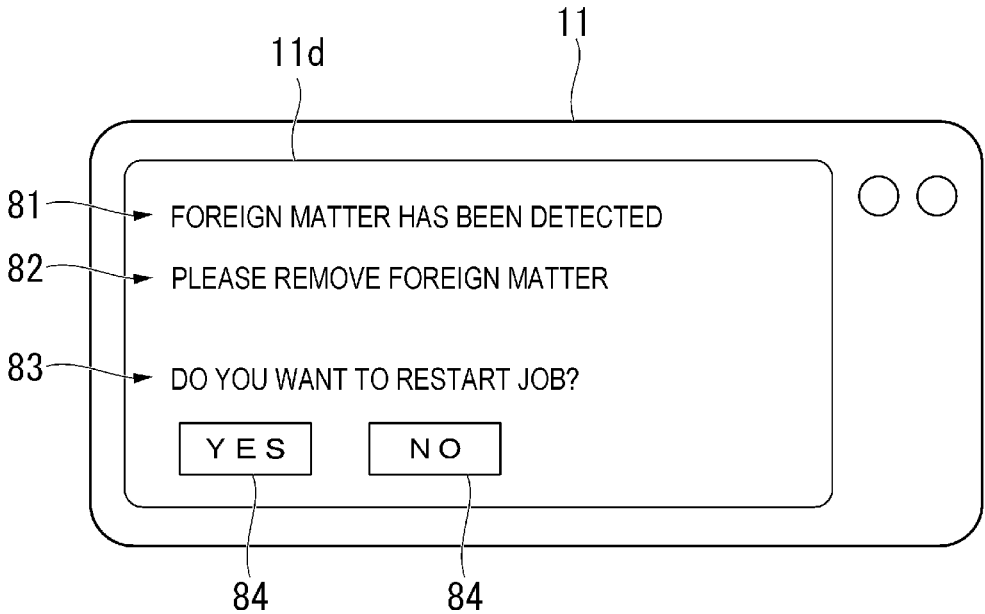 11
11d
81 FOREIGN MATTER HAS BEEN DETECTED
82 PLEASE REMOVE FOREIGN MATTER
83 DO YOU WANT TO RESTART JOB?
YES NO
84 84